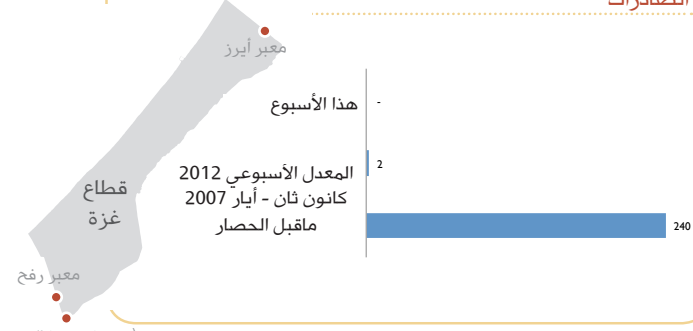 الصادرات
معبر أيرز
هذا الأسبوع
-
المعدل الأسبوعي 2012
2
كانون ثان - أيار 2007
ماقبل الحصار
240
قطاع
غزة
معبر رفح